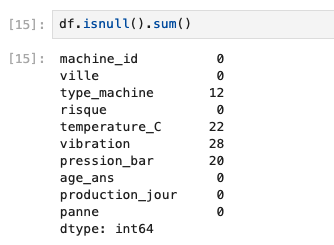 [15]: df.isnull().sum()
[15]: machine_id 0
ville 0
type_machine 12
risque 0
temperature_C 22
vibration 28
pression_bar 20
age_ans 0
production_jour 0
panne 0
dtype: int64